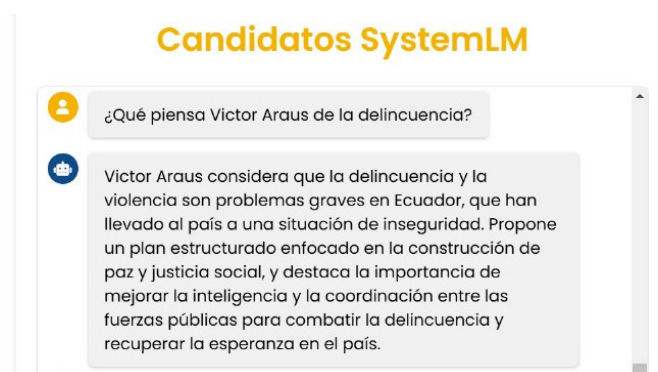 Candidatos SystemLM
¿Qué piensa Victor Araus de la delincuencia?
Victor Araus considera que la delincuencia y la
violencia son problemas graves en Ecuador, que han
llevado al país a una situación de inseguridad. Propone
un plan estructurado enfocado en la construcción de
paz y justicia social, y destaca la importancia de
mejorar la inteligencia y la coordinación entre las
fuerzas públicas para combatir la delincuencia y
recuperar la esperanza en el país.